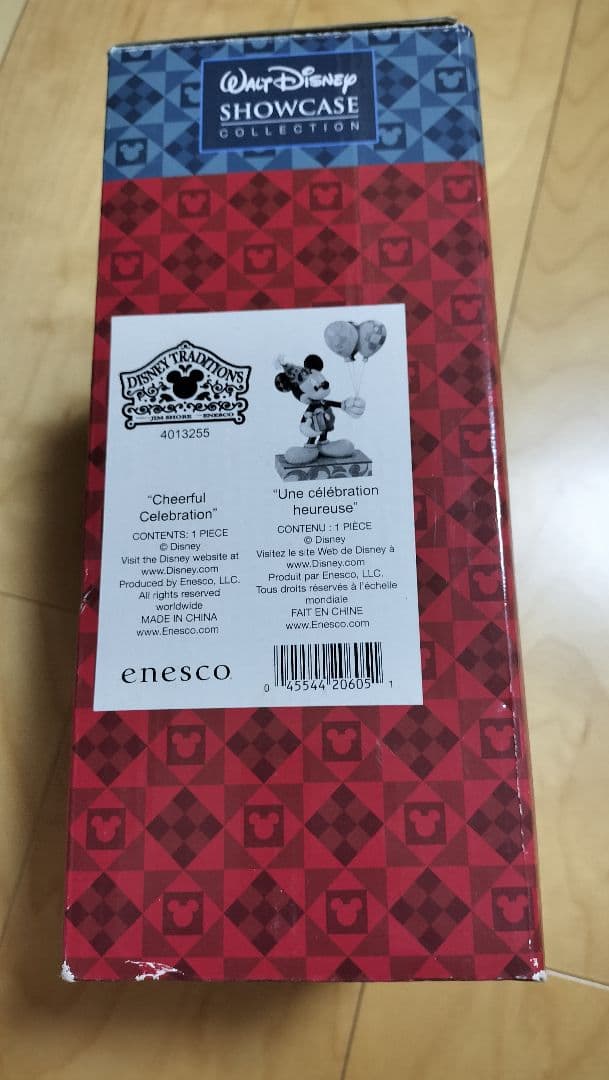 WALT DISNEY
SHOWCASE
COLLECTION
DISNEY TRADITIONS
JIM SHORE ENESCO
4013255
"Cheerful
Celebration"
CONTENTS: 1 PIECE
© Disney
Visit the Disney website at
www.Disney.com
Produced by Enesco, LLC.
All rights reserved
worldwide
MADE IN CHINA
www.Enesco.com
enesco.
"Une célébration
heureuse"
CONTENU : 1 PIÈCE
© Disney
Visitez le site Web de Disney à
www.Disney.com
Produit par Enesco, LLC.
Tous droits réservés à l'échelle
mondiale
FAIT EN CHINE
www.Enesco.com
0 45544 20605 1